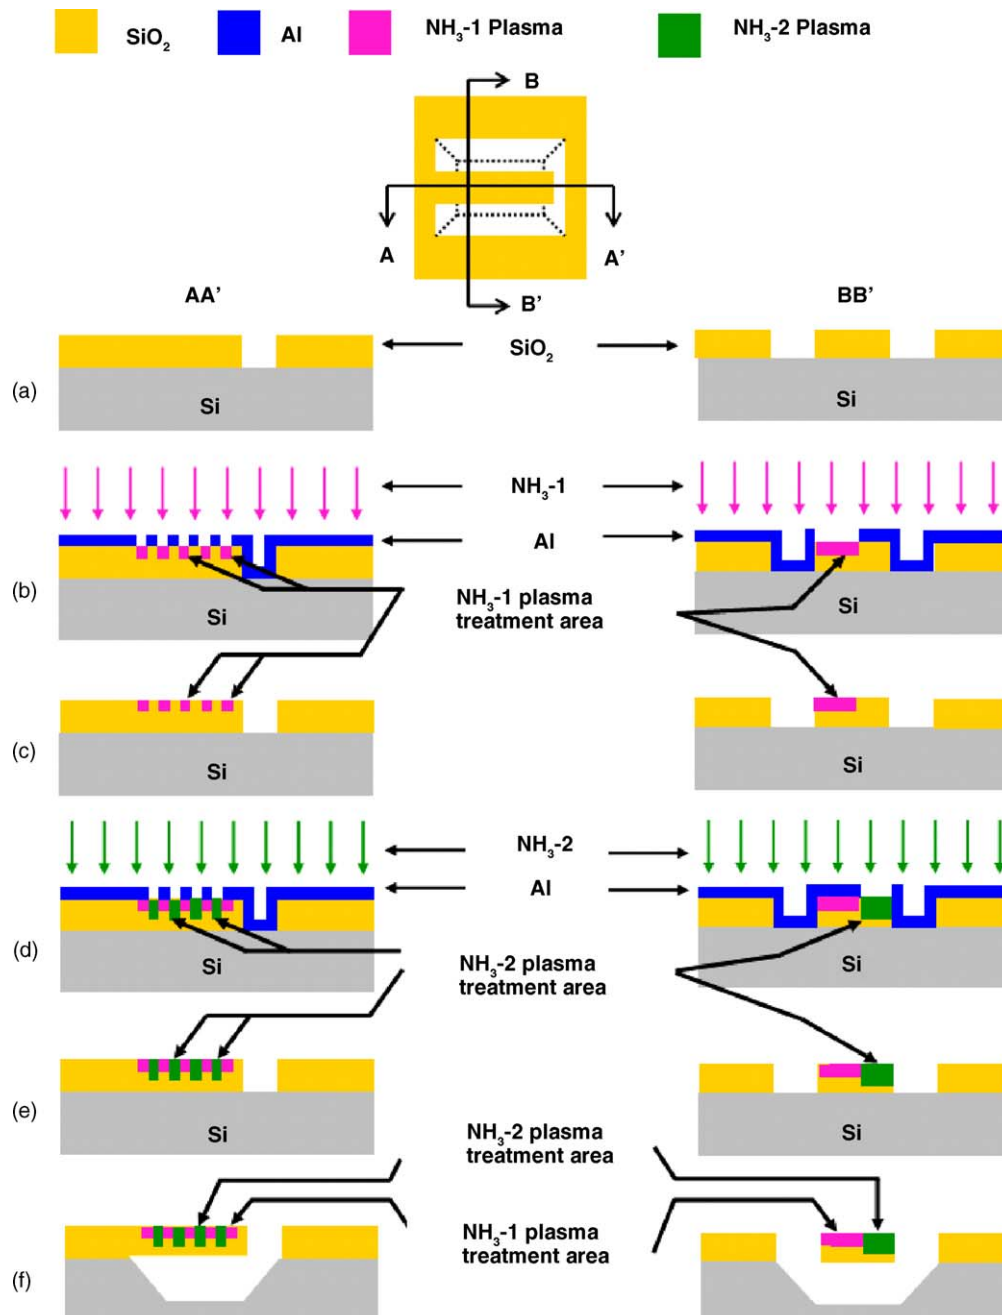 SiO₂ Al NH₃-1 Plasma NH₃-2 Plasma
B
A A'
B'
AA' BB'
SiO₂
(a) Si Si
NH₃-1
Al
(b) Si Si
NH₃-1 plasma
treatment area
(c) Si Si
NH₃-2
Al
(d) Si Si
NH₃-2 plasma
treatment area
(e) Si Si
NH₃-2 plasma
treatment area
NH₃-1 plasma
treatment area
(f)